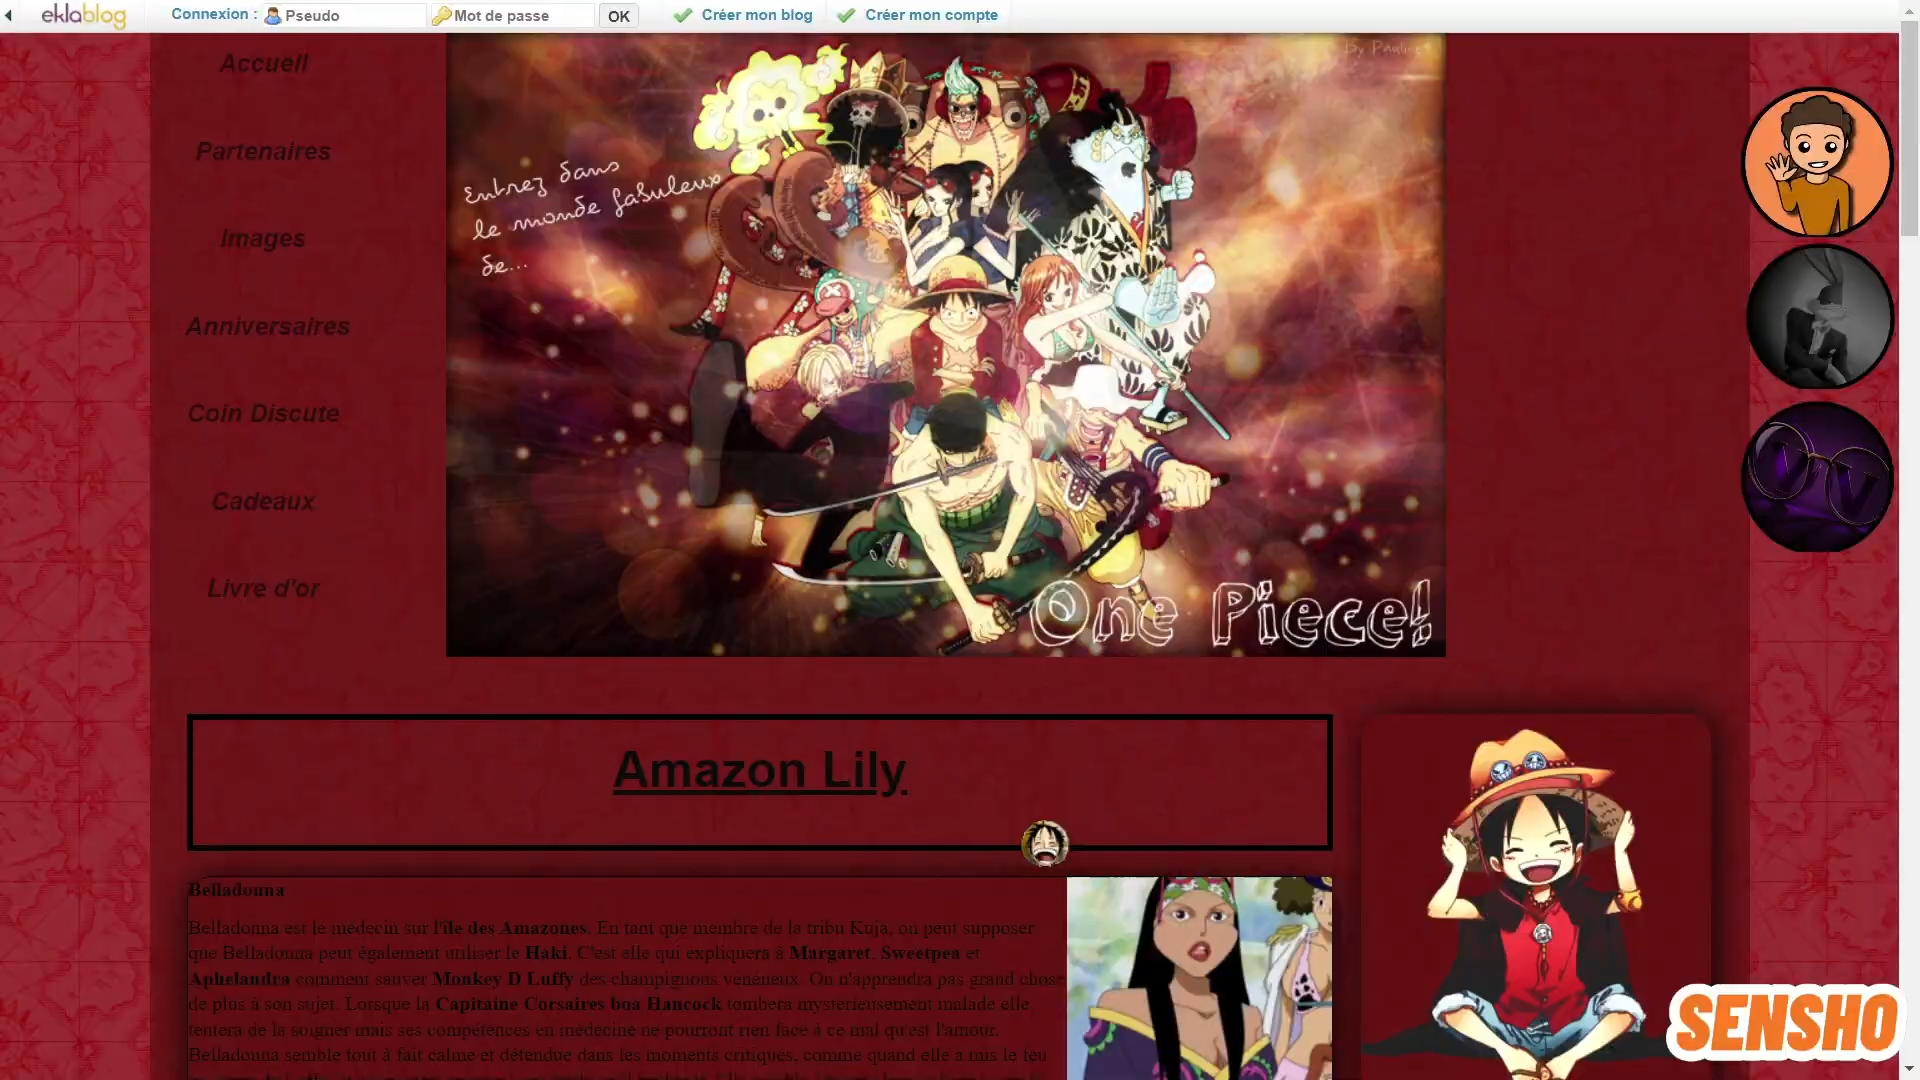 eklablog Connexion : Pseudo Mot de passe OK Créer mon blog Créer mon compte
By Pauline
Accueil
Partenaires
Images
Anniversaires
Coin Discute
Cadeaux
Livre d'or
Entrez dans
le monde fabuleux
de...
One Piece!
Amazon Lily
Belladonna
Belladonna est le médecin sur l'île des Amazones. En tant que membre de la tribu Kuja, on peut supposer
que Belladonna peut également utiliser le Haki. C'est elle qui expliquera à Margaret, Sweetpea et
Aphelandra comment sauver Monkey D Luffy des champignons vénéneux. On n'apprendra pas grand chose
de plus à son sujet. Lorsque la Capitaine Corsaires boa Hancock tombera mystérieusement malade elle
tentera de la soigner mais ses compétences en médecine ne pourront rien face à ce mal qu'est l'amour.
Belladonna semble tout à fait calme et détendue dans les moments critiques, comme quand elle a mis le feu
VV
SENSHO